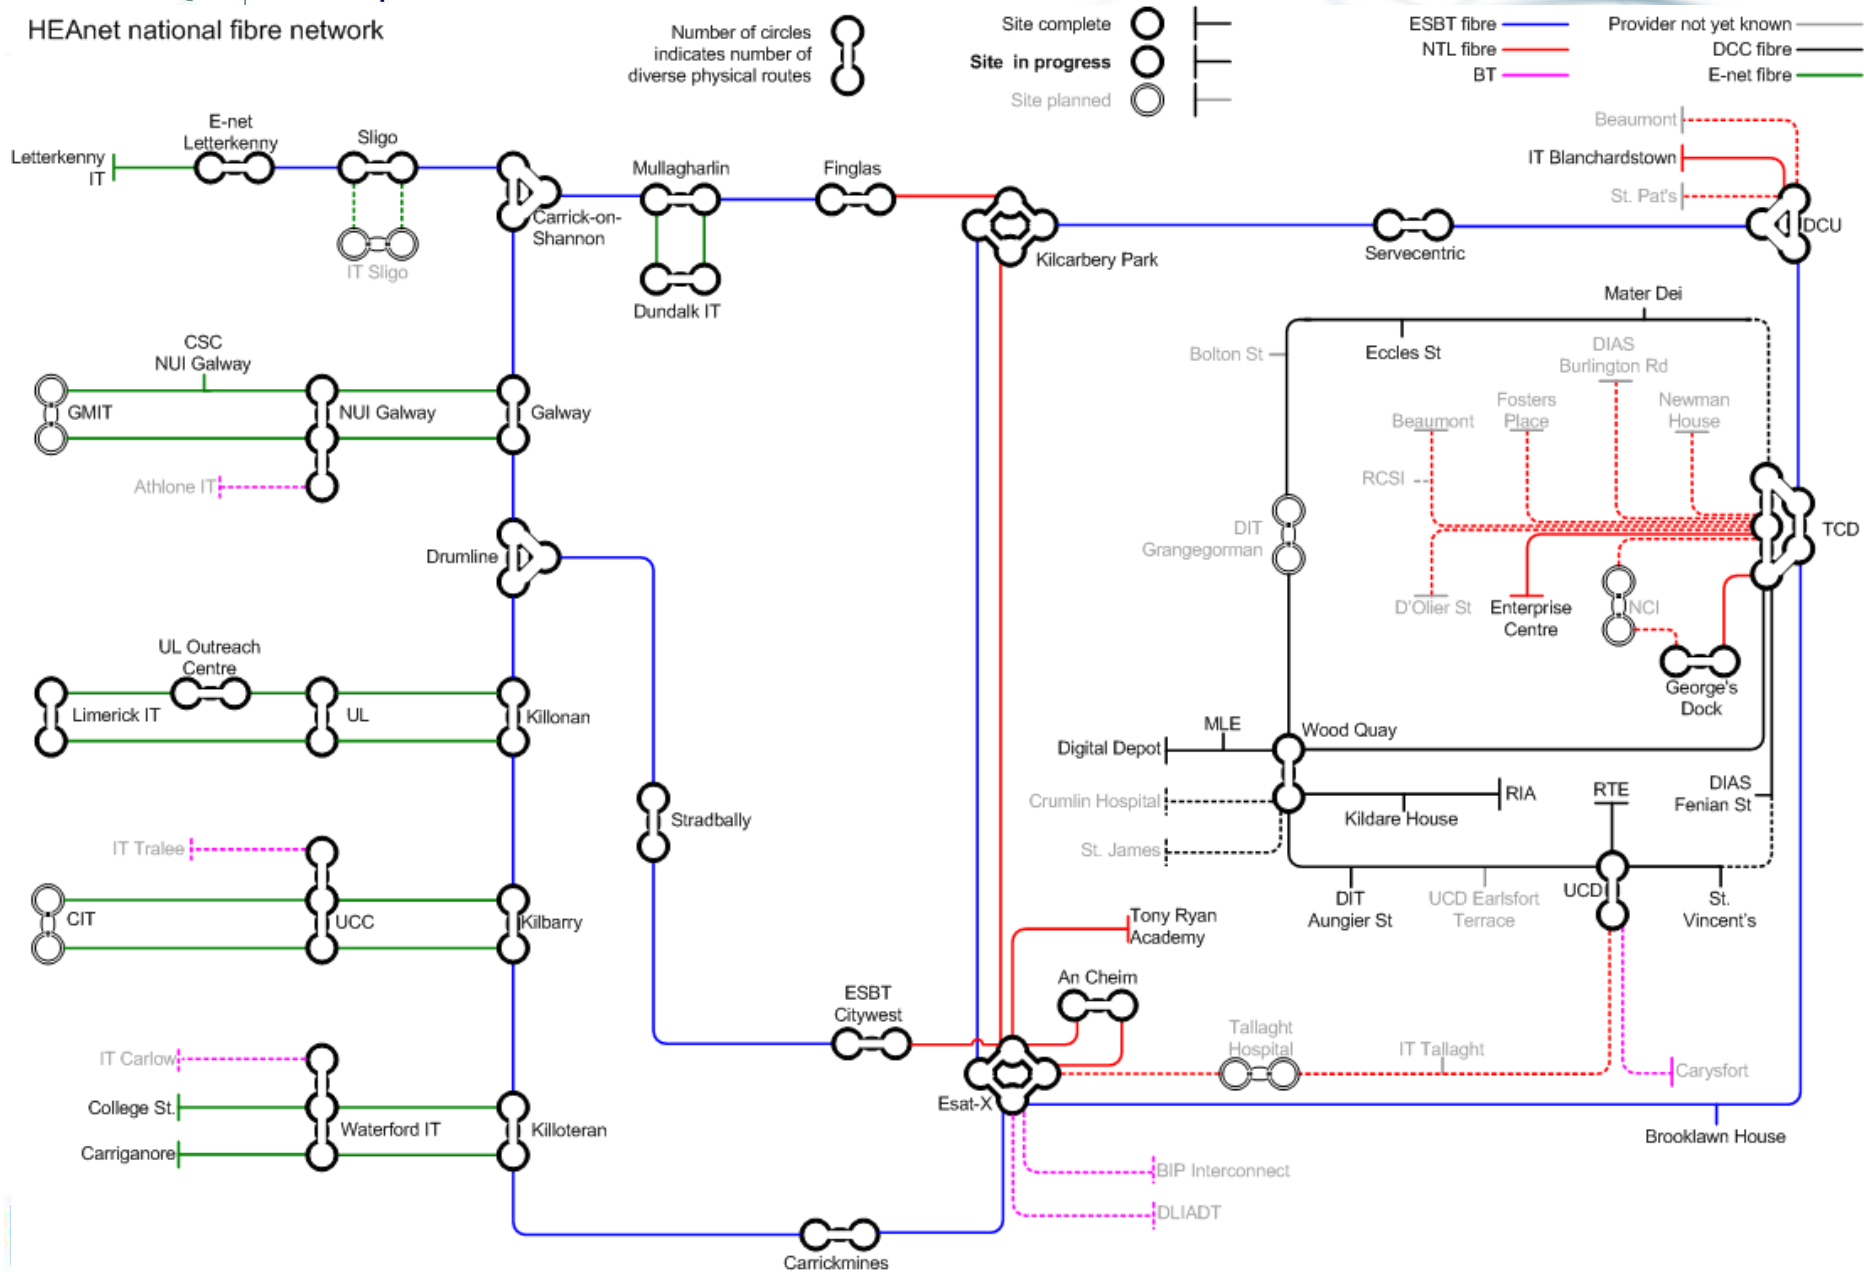 HEAnet national fibre network
Number of circles
indicates number of
diverse physical routes
Site complete
Site in progress
Site planned
ESBT fibre
NTL fibre
BT
Provider not yet known
DCC fibre
E-net fibre
Letterkenny
IT
E-net
Letterkenny
Sligo
IT Sligo
Carrick-on-
Shannon
Mullagharlin
Dundalk IT
Finglas
Kilcarbery Park
Servecentric
Beaumont
IT Blanchardstown
St. Pat's
DCU
CSC
NUI Galway
GMIT
NUI Galway
Galway
Athlone IT
Drumline
UL Outreach
Centre
Limerick IT
UL
Killonan
Stradbally
IT Tralee
CIT
UCC
Kilbarry
IT Carlow
College St.
Carriganore
Waterford IT
Killoteran
Carrickmines
ESBT
Citywest
Esat-X
An Cheim
Tony Ryan
Academy
Tallaght
Hospital
IT Tallaght
Carysfort
Brooklawn House
BIP Interconnect
DLIADT
Mater Dei
Eccles St
Bolton St
DIAS
Burlington Rd
Fosters
Place
Newman
House
Beaumont
RCSI
DIT
Grangegorman
TCD
D'Olier St
Enterprise
Centre
NCI
George's
Dock
Wood Quay
MLE
Digital Depot
Crumlin Hospital
St. James
RIA
Kildare House
RTE
DIAS
Fenian St
UCD
DIT
Aungier St
UCD Earlsfort
Terrace
St.
Vincent's